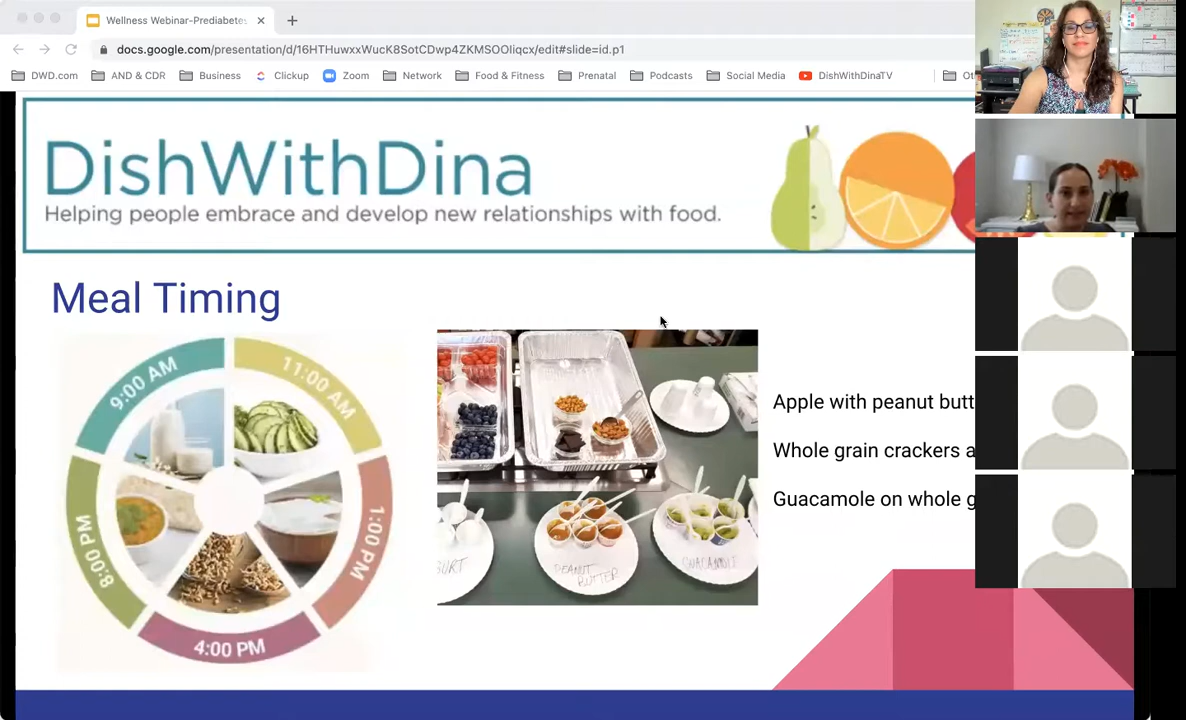 Wellness Webinar-Prediabetes
docs.google.com/presentation/d/16HTHuwxxWucK8SotCDwp4ZKMSOOliqcx/edit#slide=id.p1
DWD.com AND & CDR Business Clickup Zoom Network Food & Fitness Prenatal Podcasts Social Media DishWithDinaTV Ot
DishWithDina
Helping people embrace and develop new relationships with food.
Meal Timing
9:00 AM
11:00 AM
1:00 PM
4:00 PM
8:00 PM
Apple with peanut butt
Whole grain crackers a
Guacamole on whole g
URT
PEANUT
BUTTER
GUACAMOLE